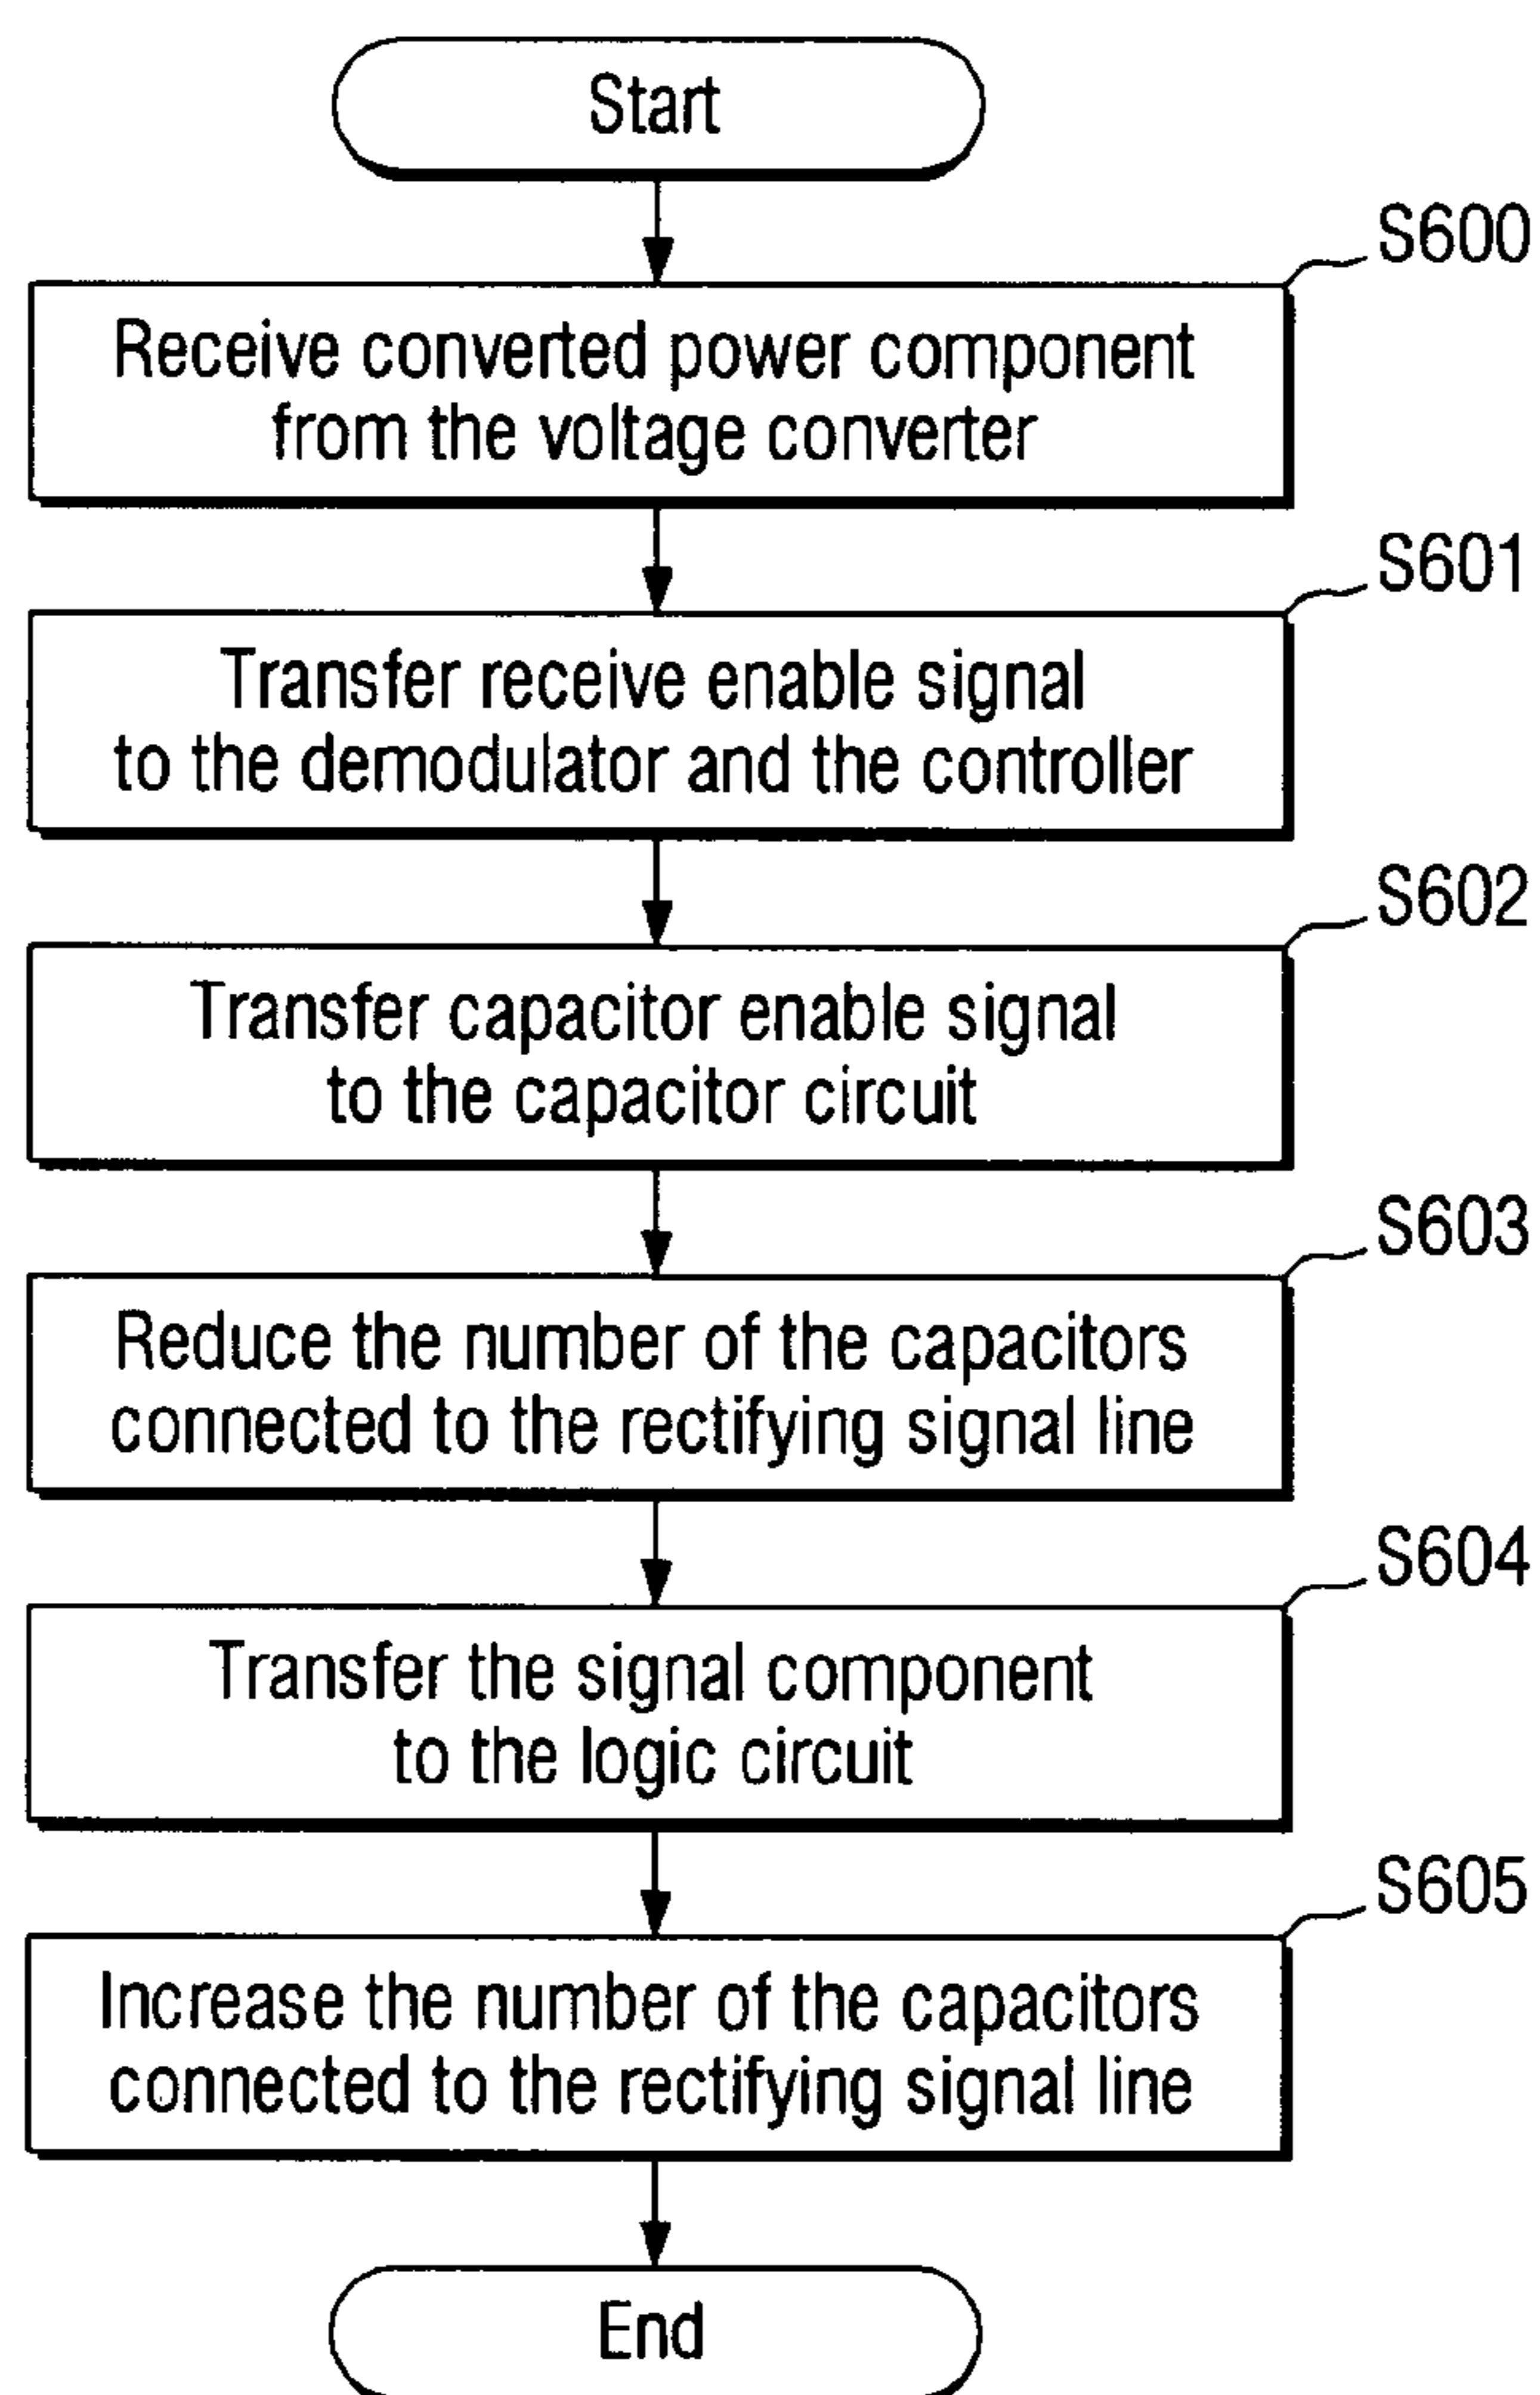 Start
S600
Receive converted power component
from the voltage converter
S601
Transfer receive enable signal
to the demodulator and the controller
S602
Transfer capacitor enable signal
to the capacitor circuit
S603
Reduce the number of the capacitors
connected to the rectifying signal line
S604
Transfer the signal component
to the logic circuit
S605
Increase the number of the capacitors
connected to the rectifying signal line
End